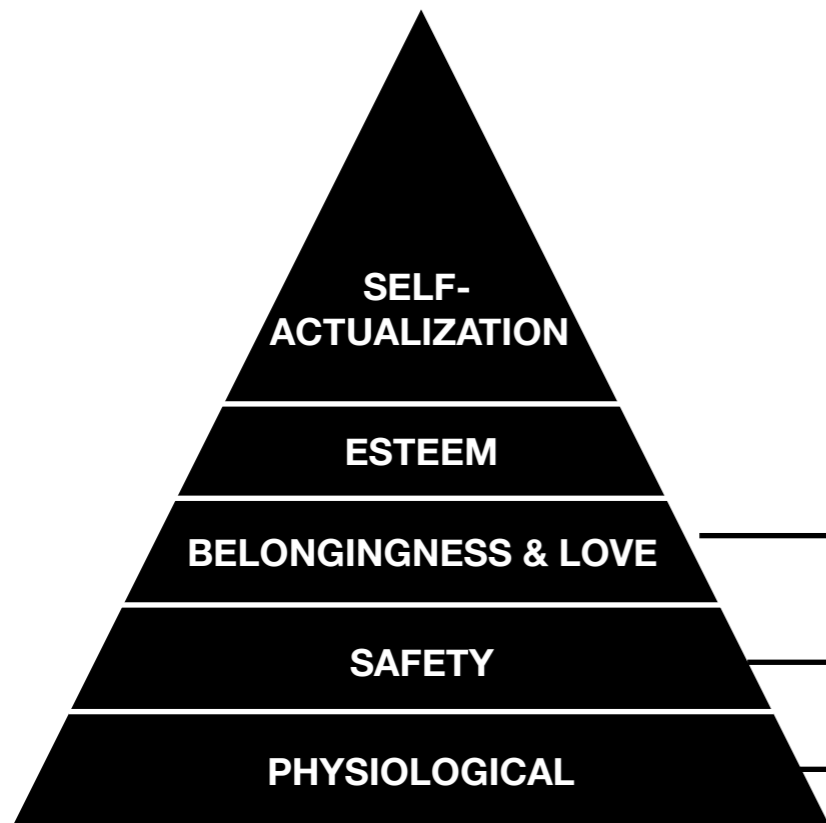 SELF-
ACTUALIZATION
ESTEEM
BELONGINGNESS & LOVE
SAFETY
PHYSIOLOGICAL